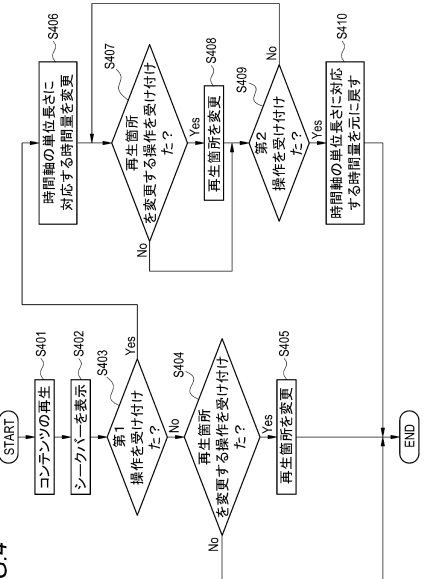 G.4
START
コンテンツの再生
S401
シークバーを表示
S402
第1
操作を受け付け
た?
S403
Yes
No
再生箇所
を変更する操作を受け付け
た?
S404
No
Yes
再生箇所を変更
S405
END
時間軸の単位長さに
対応する時間量を変更
S406
再生箇所
を変更する操作を受け付け
た?
S407
No
Yes
再生箇所を変更
S408
第2
操作を受け付け
た?
S409
No
Yes
時間軸の単位長さに対応
する時間量を元に戻す
S410